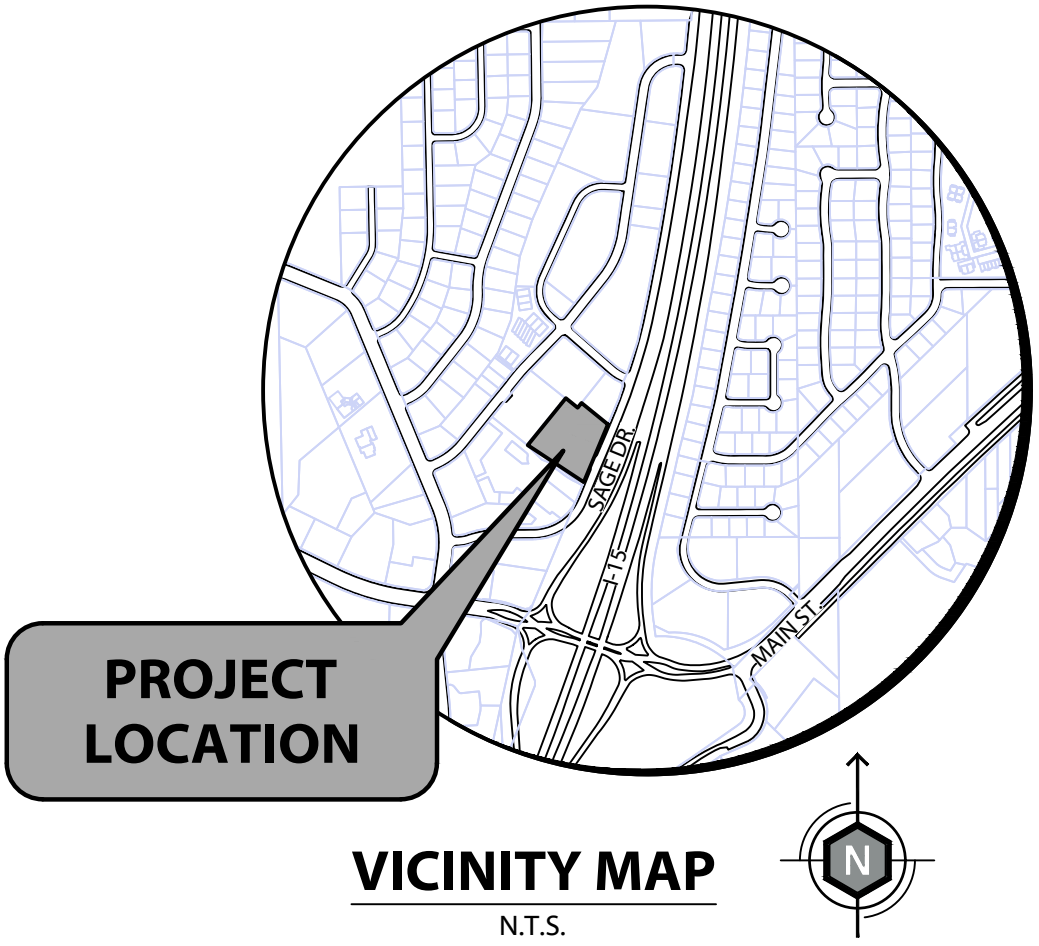 SAGE DR.
I-15
MAIN ST.
PROJECT
LOCATION
VICINITY MAP
N.T.S.
N